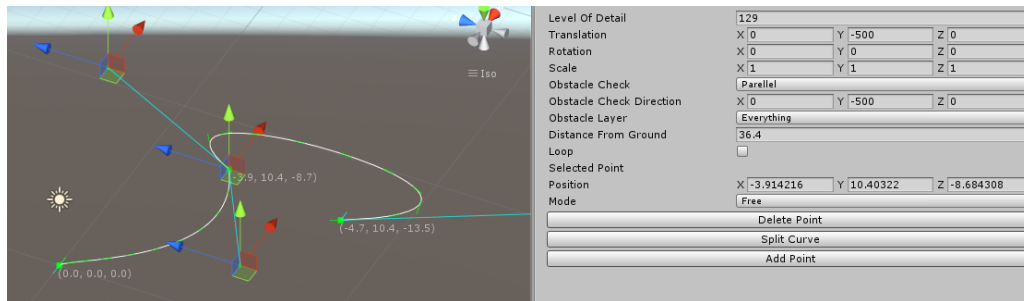 Iso
(-3.9, 10.4, -8.7)
(-4.7, 10.4, -13.5)
(0.0, 0.0, 0.0)
Level Of Detail 129
Translation X 0 Y -500 Z 0
Rotation X 0 Y 0 Z 0
Scale X 1 Y 1 Z 1
Obstacle Check Parellel
Obstacle Check Direction X 0 Y -500 Z 0
Obstacle Layer Everything
Distance From Ground 36.4
Loop
Selected Point
Position X -3.914216 Y 10.40322 Z -8.684308
Mode Free
Delete Point
Split Curve
Add Point